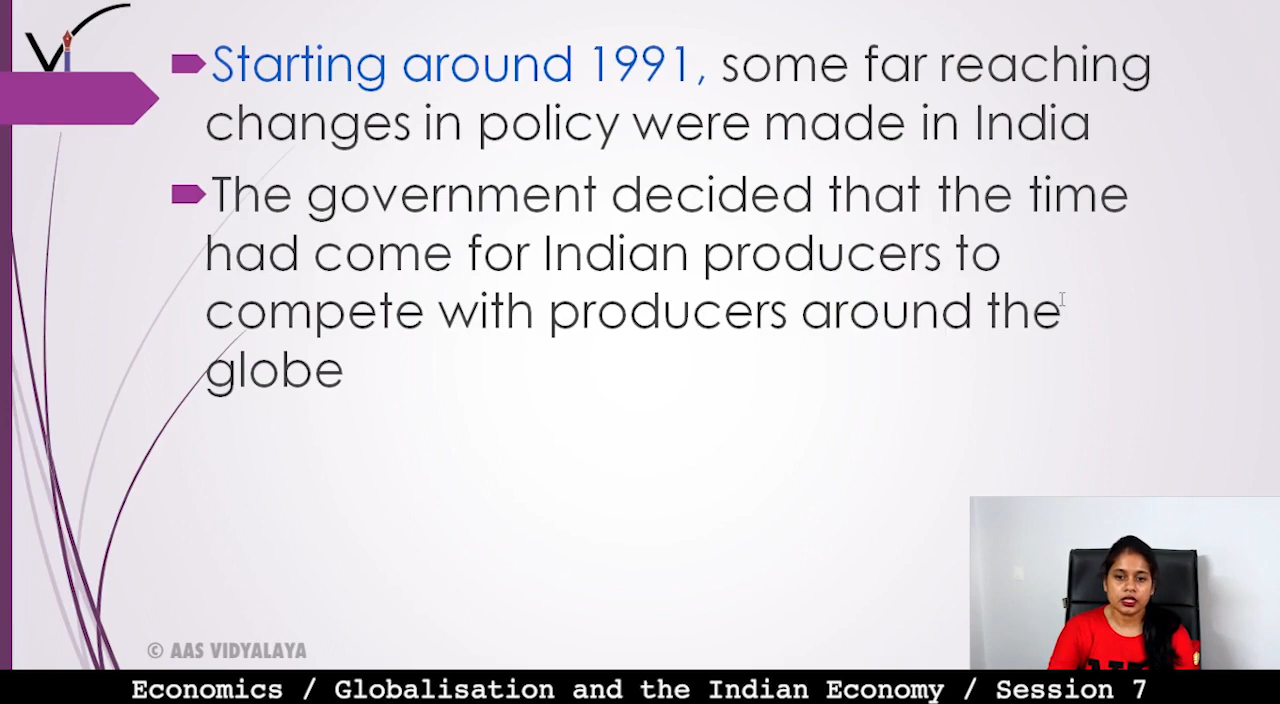 Starting around 1991, some far reaching
changes in policy were made in India
The government decided that the time
had come for Indian producers to
compete with producers around the
globe
© AAS VIDYALAYA
Economics / Globalisation and the Indian Economy / Session 7